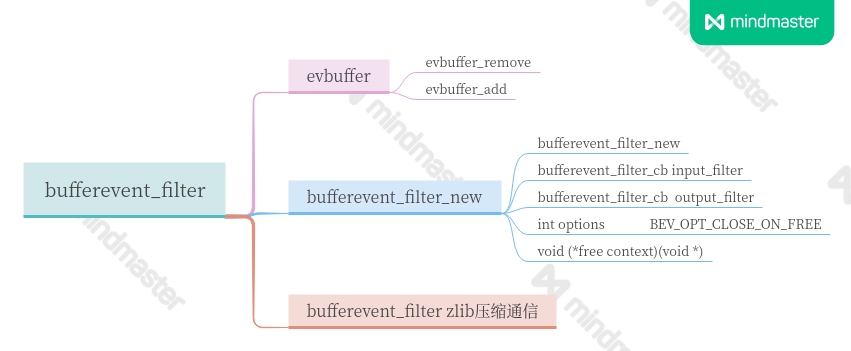 mindmaster
evbuffer_remove
evbuffer
evbuffer_add
bufferevent_filter_new
bufferevent_filter_cb input_filter
bufferevent_filter
bufferevent_filter_new
bufferevent_filter_cb  output_filter
int options BEV_OPT_CLOSE_ON_FREE
void (*free context)(void *)
bufferevent_filter zlib压缩通信
mindmaster
mindmaster
mindmaster